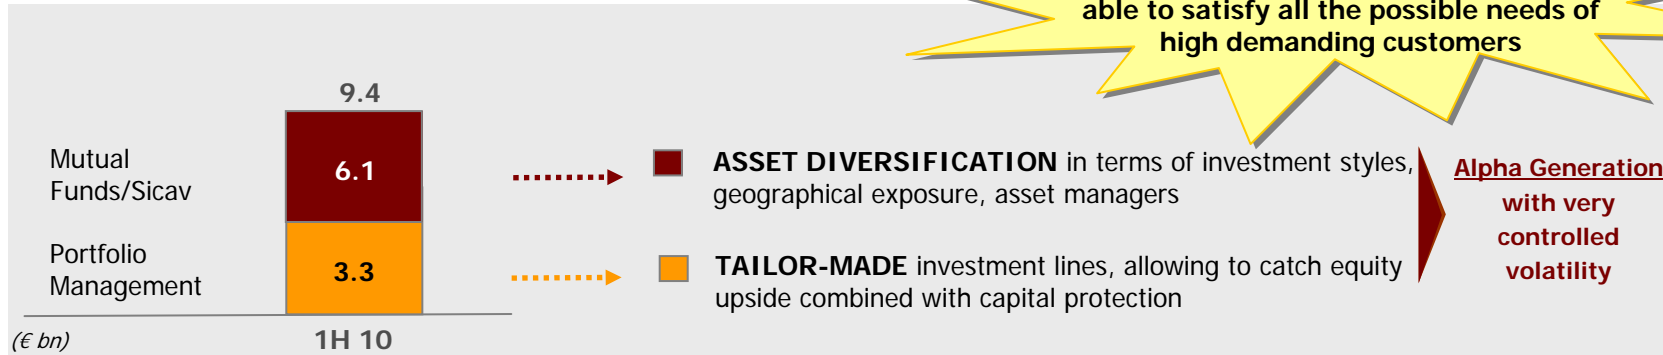 able to satisfy all the possible needs of
high demanding customers
9.4
Mutual
Funds/Sicav
6.1
ASSET DIVERSIFICATION in terms of investment styles,
geographical exposure, asset managers
Portfolio
Management
3.3
TAILOR-MADE investment lines, allowing to catch equity
upside combined with capital protection
Alpha Generation
with very
controlled
volatility
(€ bn)
1H 10